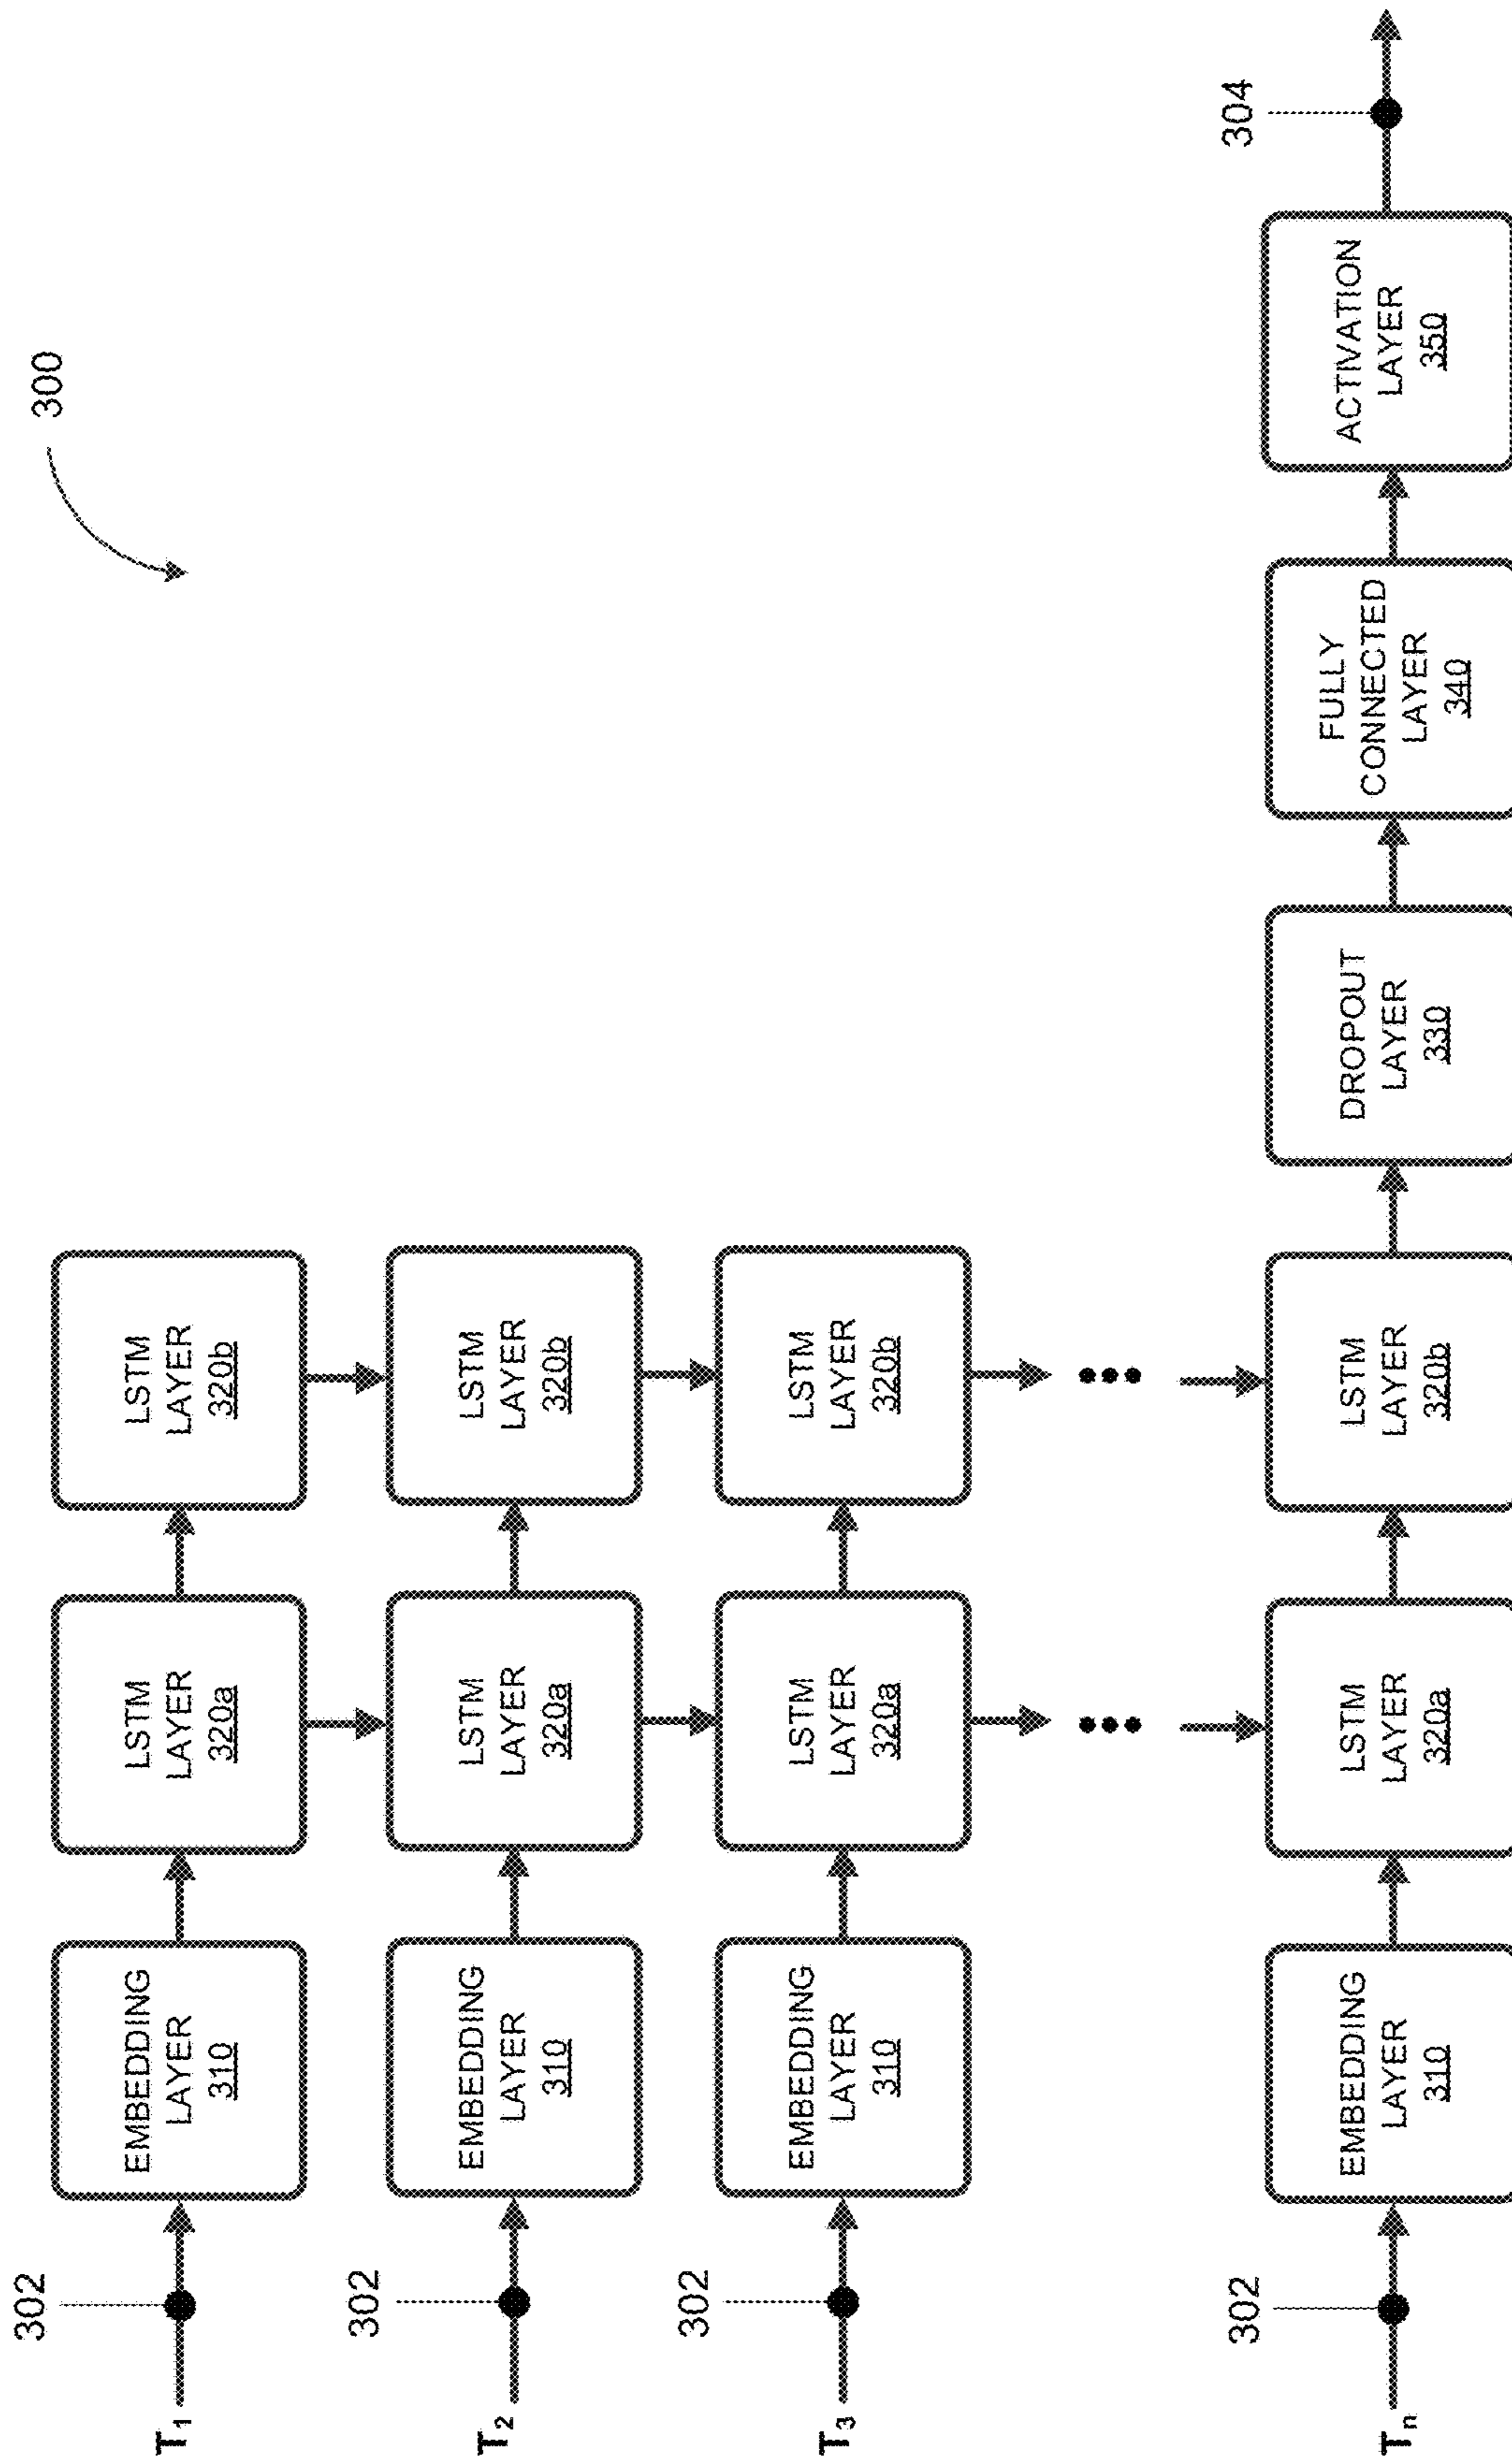 300
302
T1
EMBEDDING
LAYER
310
LSTM
LAYER
320a
LSTM
LAYER
320b
302
T2
EMBEDDING
LAYER
310
LSTM
LAYER
320a
LSTM
LAYER
320b
302
T3
EMBEDDING
LAYER
310
LSTM
LAYER
320a
LSTM
LAYER
320b
302
Tn
EMBEDDING
LAYER
310
LSTM
LAYER
320a
LSTM
LAYER
320b
DROPOUT
LAYER
330
FULLY
CONNECTED
LAYER
340
ACTIVATION
LAYER
350
304